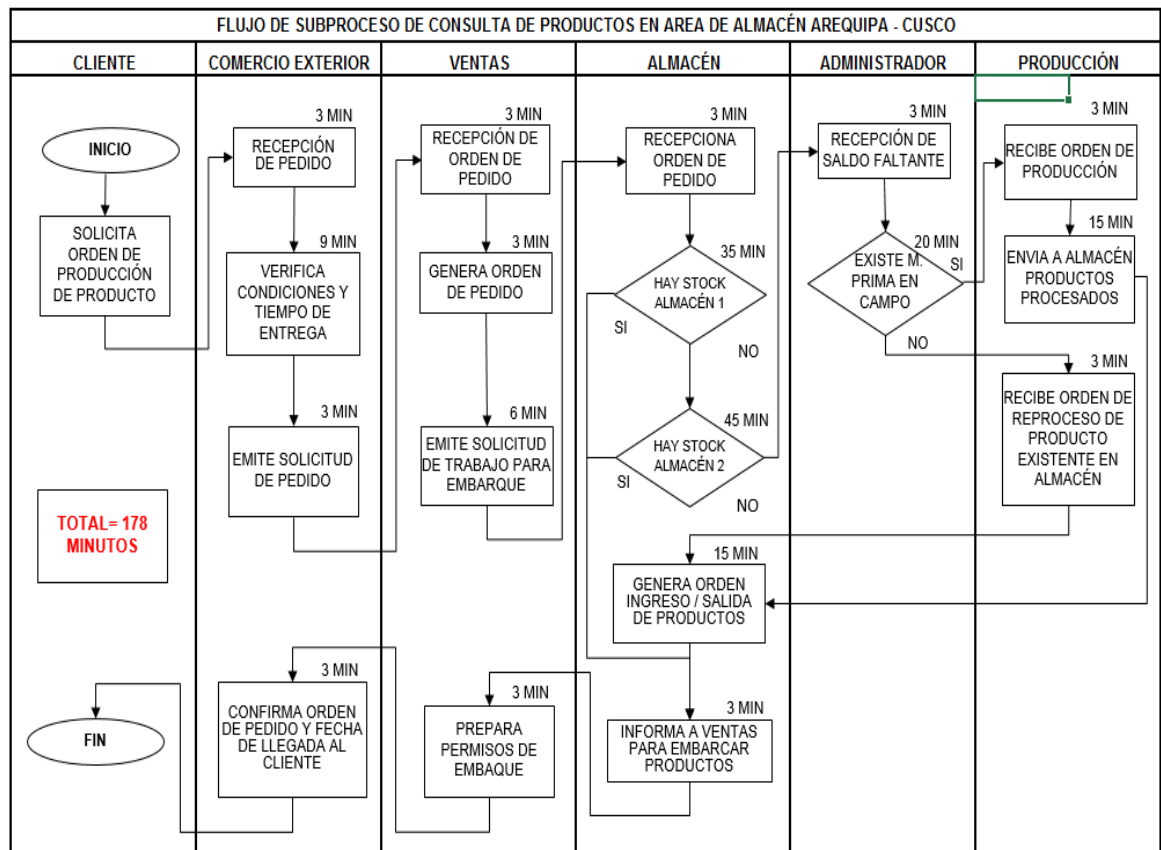 FLUJO DE SUBPROCESO DE CONSULTA DE PRODUCTOS EN AREA DE ALMACÉN AREQUIPA - CUSCO
CLIENTE
COMERCIO EXTERIOR
VENTAS
ALMACÉN
ADMINISTRADOR
PRODUCCIÓN
INICIO
SOLICITA
ORDEN DE
PRODUCCIÓN
DE PRODUCTO
TOTAL= 178
MINUTOS
FIN
3 MIN
RECEPCIÓN
DE PEDIDO
9 MIN
VERIFICA
CONDICIONES Y
TIEMPO DE
ENTREGA
3 MIN
EMITE SOLICITUD
DE PEDIDO
3 MIN
CONFIRMA ORDEN
DE PEDIDO Y FECHA
DE LLEGADA AL
CLIENTE
3 MIN
RECEPCIÓN DE
ORDEN DE
PEDIDO
3 MIN
GENERA ORDEN
DE PEDIDO
6 MIN
EMITE SOLICITUD
DE TRABAJO PARA
EMBARQUE
3 MIN
PREPARA
PERMISOS DE
EMBAQUE
3 MIN
RECEPCIONA
ORDEN DE
PEDIDO
35 MIN
HAY STOCK
ALMACÉN 1
SI
NO
45 MIN
HAY STOCK
ALMACÉN 2
SI
NO
15 MIN
GENERA ORDEN
INGRESO / SALIDA
DE PRODUCTOS
3 MIN
INFORMA A VENTAS
PARA EMBARCAR
PRODUCTOS
3 MIN
RECEPCIÓN DE
SALDO FALTANTE
20 MIN
EXISTE M.
PRIMA EN
CAMPO
SI
NO
3 MIN
RECIBE ORDEN DE
PRODUCCIÓN
15 MIN
ENVIA A ALMACÉN
PRODUCTOS
PROCESADOS
3 MIN
RECIBE ORDEN DE
REPROCESO DE
PRODUCTO
EXISTENTE EN
ALMACÉN